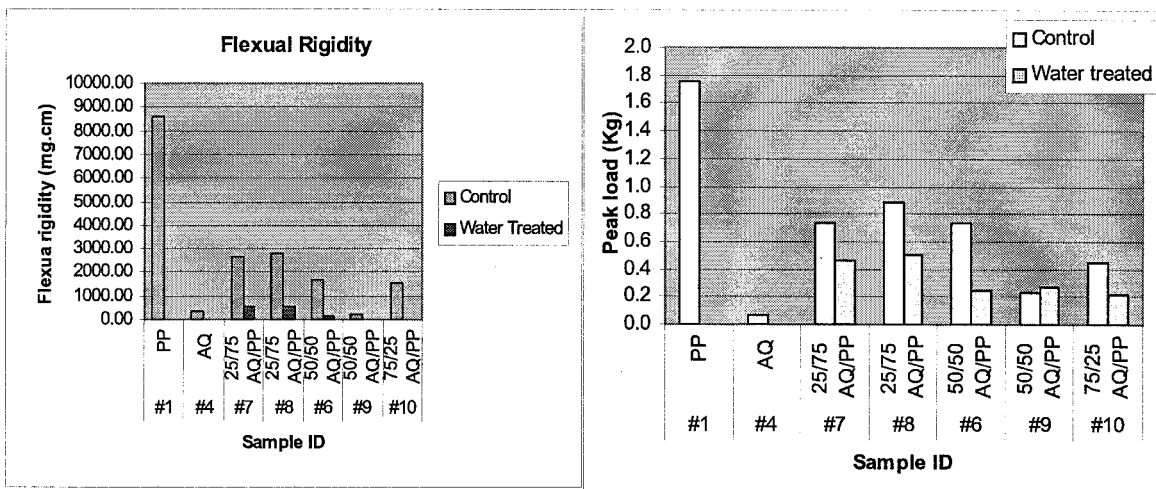 Flexual Rigidity
Flexua rigidity (mg.cm)
10000.00
9000.00
8000.00
7000.00
6000.00
5000.00
4000.00
3000.00
2000.00
1000.00
0.00
PP
AQ
25/75
AQ/PP
25/75
AQ/PP
50/50
AQ/PP
50/50
AQ/PP
75/25
AQ/PP
#1
#4
#7
#8
#6
#9
#10
Sample ID
Control
Water Treated
Peak load (Kg)
2.0
1.8
1.6
1.4
1.2
1.0
0.8
0.6
0.4
0.2
0.0
PP
AQ
25/75
AQ/PP
25/75
AQ/PP
50/50
AQ/PP
50/50
AQ/PP
75/25
AQ/PP
#1
#4
#7
#8
#6
#9
#10
Sample ID
Control
Water treated